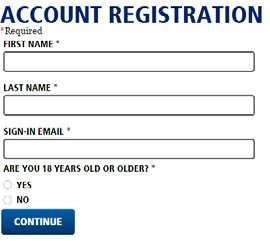 ACCOUNT REGISTRATION
*Required
FIRST NAME *
LAST NAME *
SIGN-IN EMAIL *
ARE YOU 18 YEARS OLD OR OLDER? *
YES
NO
CONTINUE